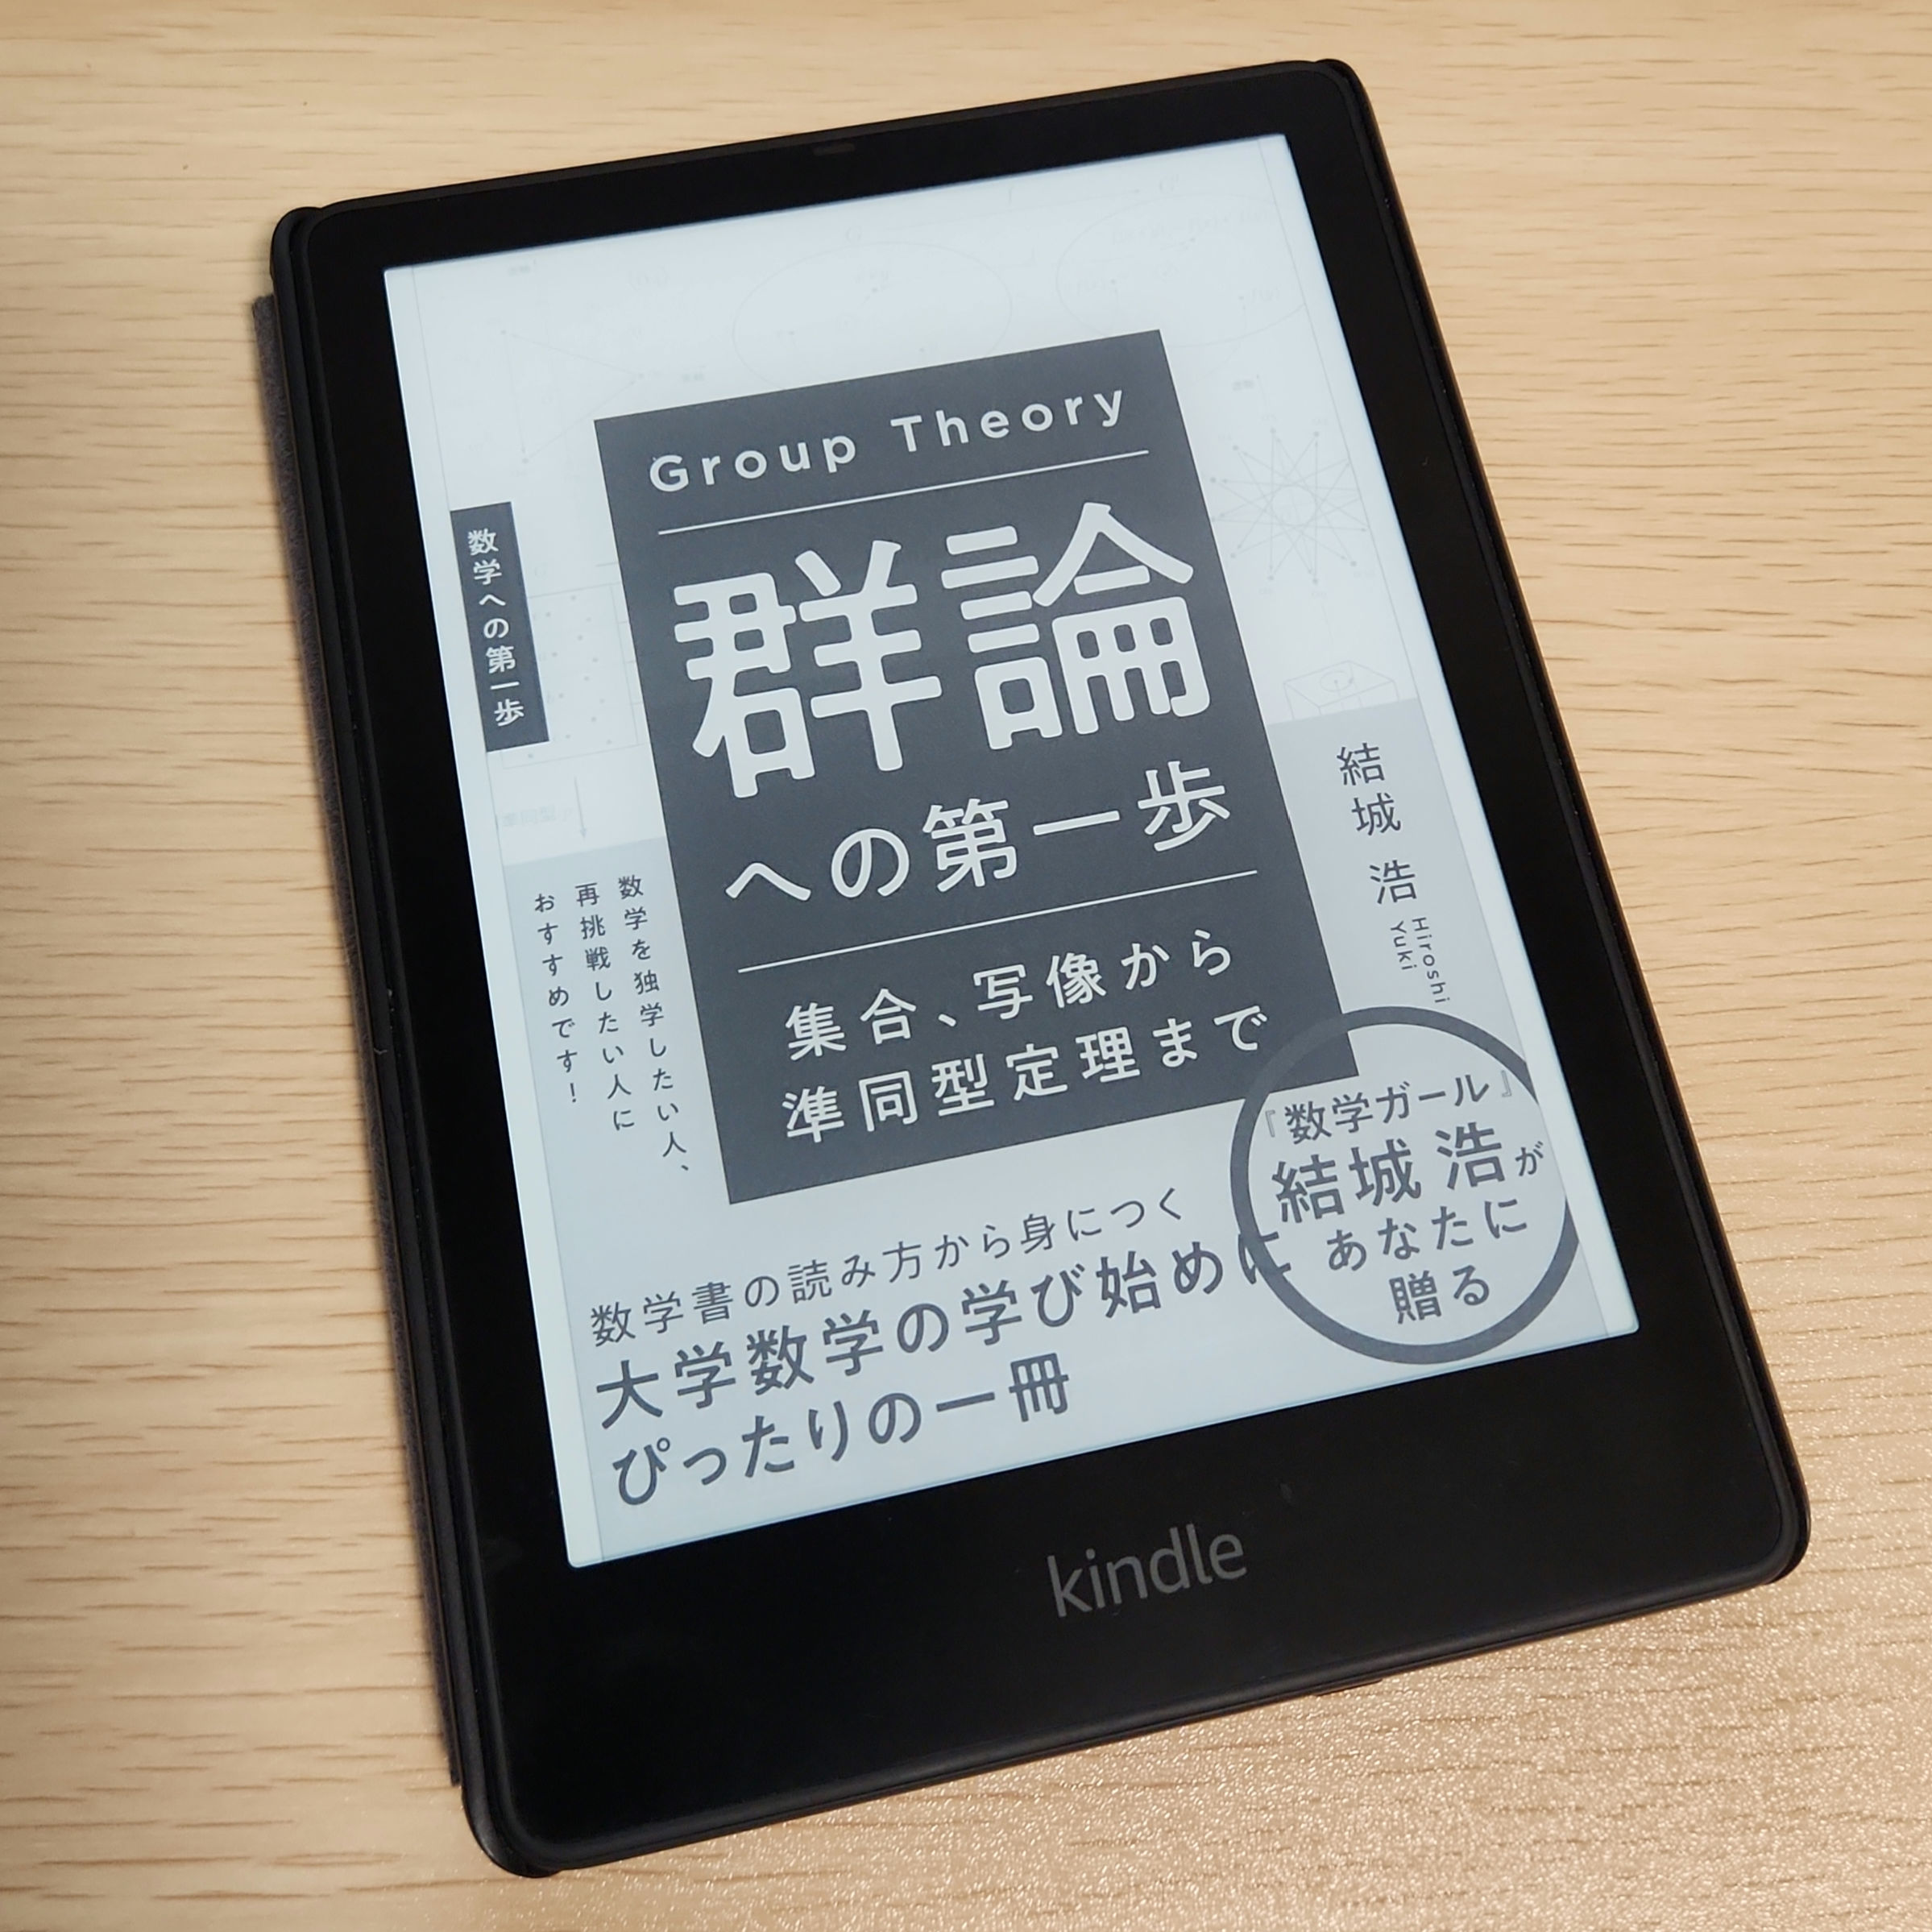 Group Theory
群論
への第一歩
集合、写像から
準同型定理まで
数学への第一歩
結城 浩
Hiroshi
Yuki
数学を独学したい人、
再挑戦したい人に
おすすめです!
『数学ガール』
結城 浩が
あなたに
贈る
数学書の読み方から身につく
大学数学の学び始めに
ぴったりの一冊
kindle